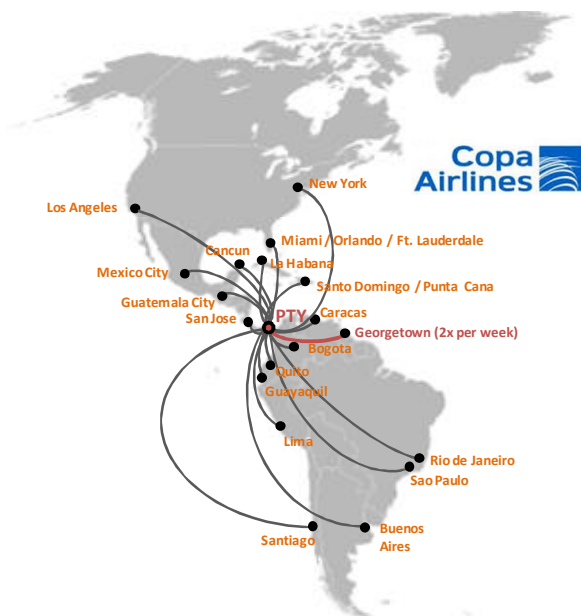 Copa
Airlines
New York
Los Angeles
Miami / Orlando / Ft. Lauderdale
Cancun
La Habana
Mexico City
Santo Domingo / Punta Cana
Guatemala City
PTY
Caracas
San Jose
Georgetown (2x per week)
Bogota
Quito
Guayaquil
Lima
Rio de Janeiro
Sao Paulo
Santiago
Buenos
Aires